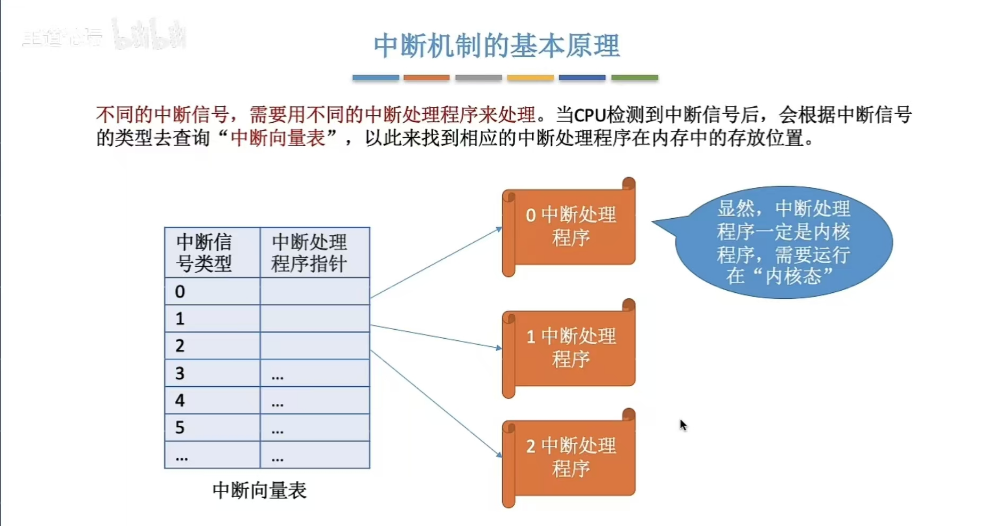 bilibili
中断机制的基本原理
不同的中断信号，需要用不同的中断处理程序来处理。当CPU检测到中断信号后，会根据中断信号
的类型去查询“中断向量表”，以此来找到相应的中断处理程序在内存中的存放位置。
显然，中断处理
程序一定是内核
程序，需要运行
在“内核态”
0 中断处理
程序
中断信 中断处理
号类型 程序指针
0
1
2
3 ...
4 ...
5 ...
... ...
中断向量表
1 中断处理
程序
2 中断处理
程序